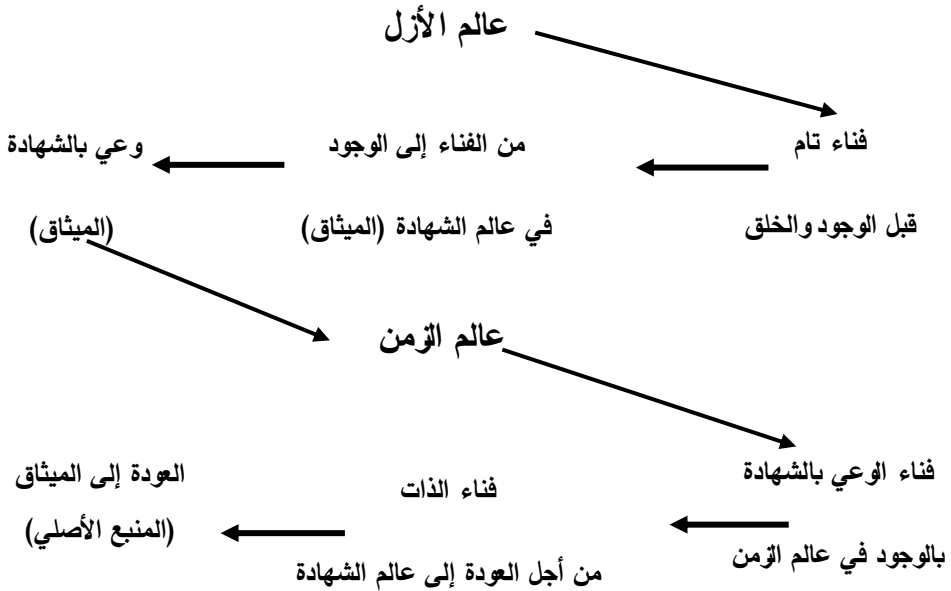 عالم الأزل
فناء تام
من الفناء إلى الوجود
وعي بالشهادة
قبل الوجود والخلق
في عالم الشهادة (الميثاق)
(الميثاق)
عالم الزمن
فناء الوعي بالشهادة
فناء الذات
العودة إلى الميثاق
بالوجود في عالم الزمن
من أجل العودة إلى عالم الشهادة
(المنبع الأصلي)